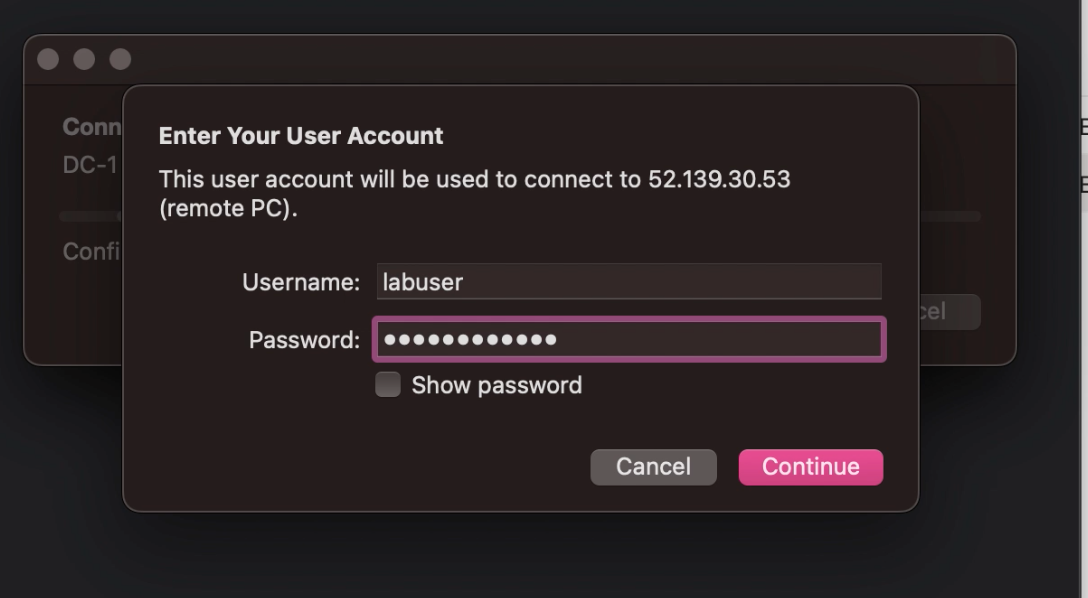 Conn
DC-1
Confi
cel
Enter Your User Account
This user account will be used to connect to 52.139.30.53
(remote PC).
Username: labuser
Password: ••••••••••••
Show password
Cancel Continue
E
E